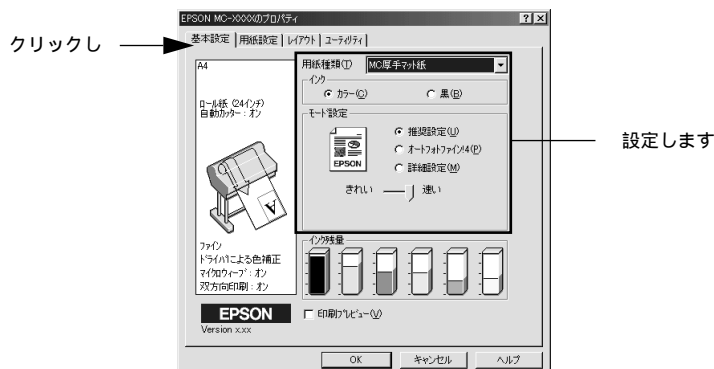 EPSON MC-XXXXのプロパティ
クリックし
基本設定 用紙設定 レイアウト ユーティリティ
A4
ロール紙 (24インチ)
自動カッター : オン
用紙種類(T) MC厚手マット紙
インク
カラー(C) 黒(B)
モード設定
推奨設定(U)
オートフォトファイン!4(P)
詳細設定(M)
EPSON
きれい 速い
設定します
ファイン
ドライバによる色補正
マイクロウィーブ : オン
双方向印刷 : オン
インク残量
EPSON
Version x.xx
印刷プレビュー(V)
OK キャンセル ヘルプ